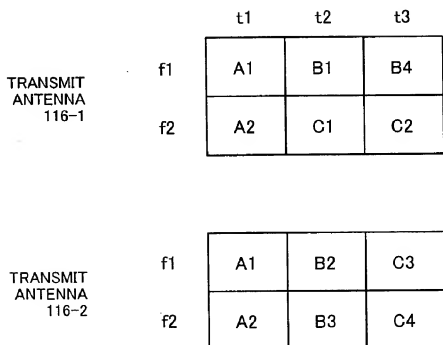 t1 t2 t3
TRANSMIT
ANTENNA
116-1
f1 A1 B1 B4
f2 A2 C1 C2
TRANSMIT
ANTENNA
116-2
f1 A1 B2 C3
f2 A2 B3 C4